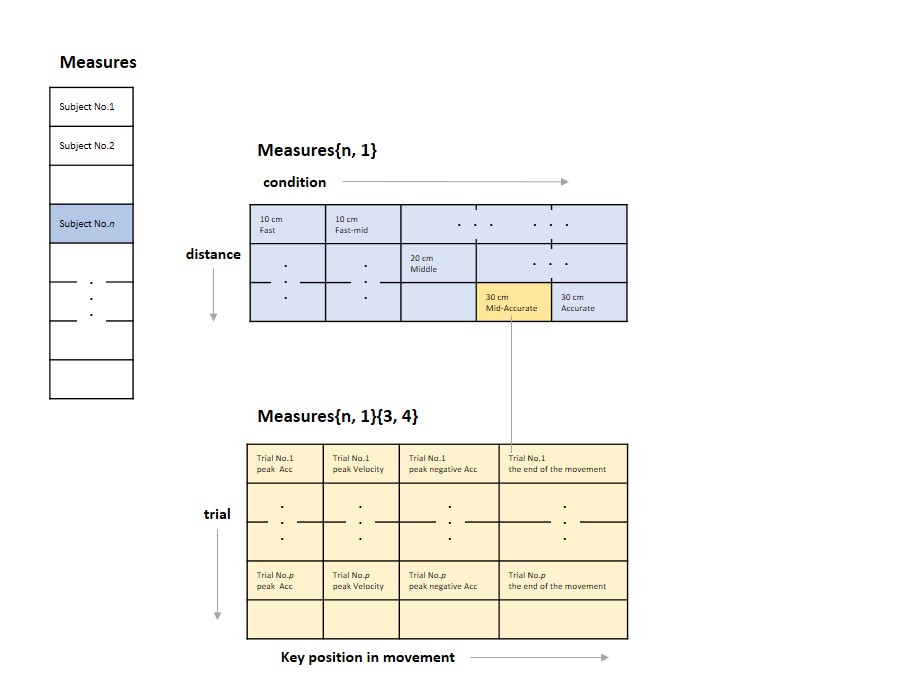 Measures
Subject No.1
Subject No.2
Subject No.n
Measures{n, 1}
condition
distance
10 cm
Fast
10 cm
Fast-mid
20 cm
Middle
30 cm
Mid-Accurate
30 cm
Accurate
Measures{n, 1}{3, 4}
trial
Trial No.1
peak Acc
Trial No.1
peak Velocity
Trial No.1
peak negative Acc
Trial No.1
the end of the movement
Trial No.p
peak Acc
Trial No.p
peak Velocity
Trial No.p
peak negative Acc
Trial No.p
the end of the movement
Key position in movement